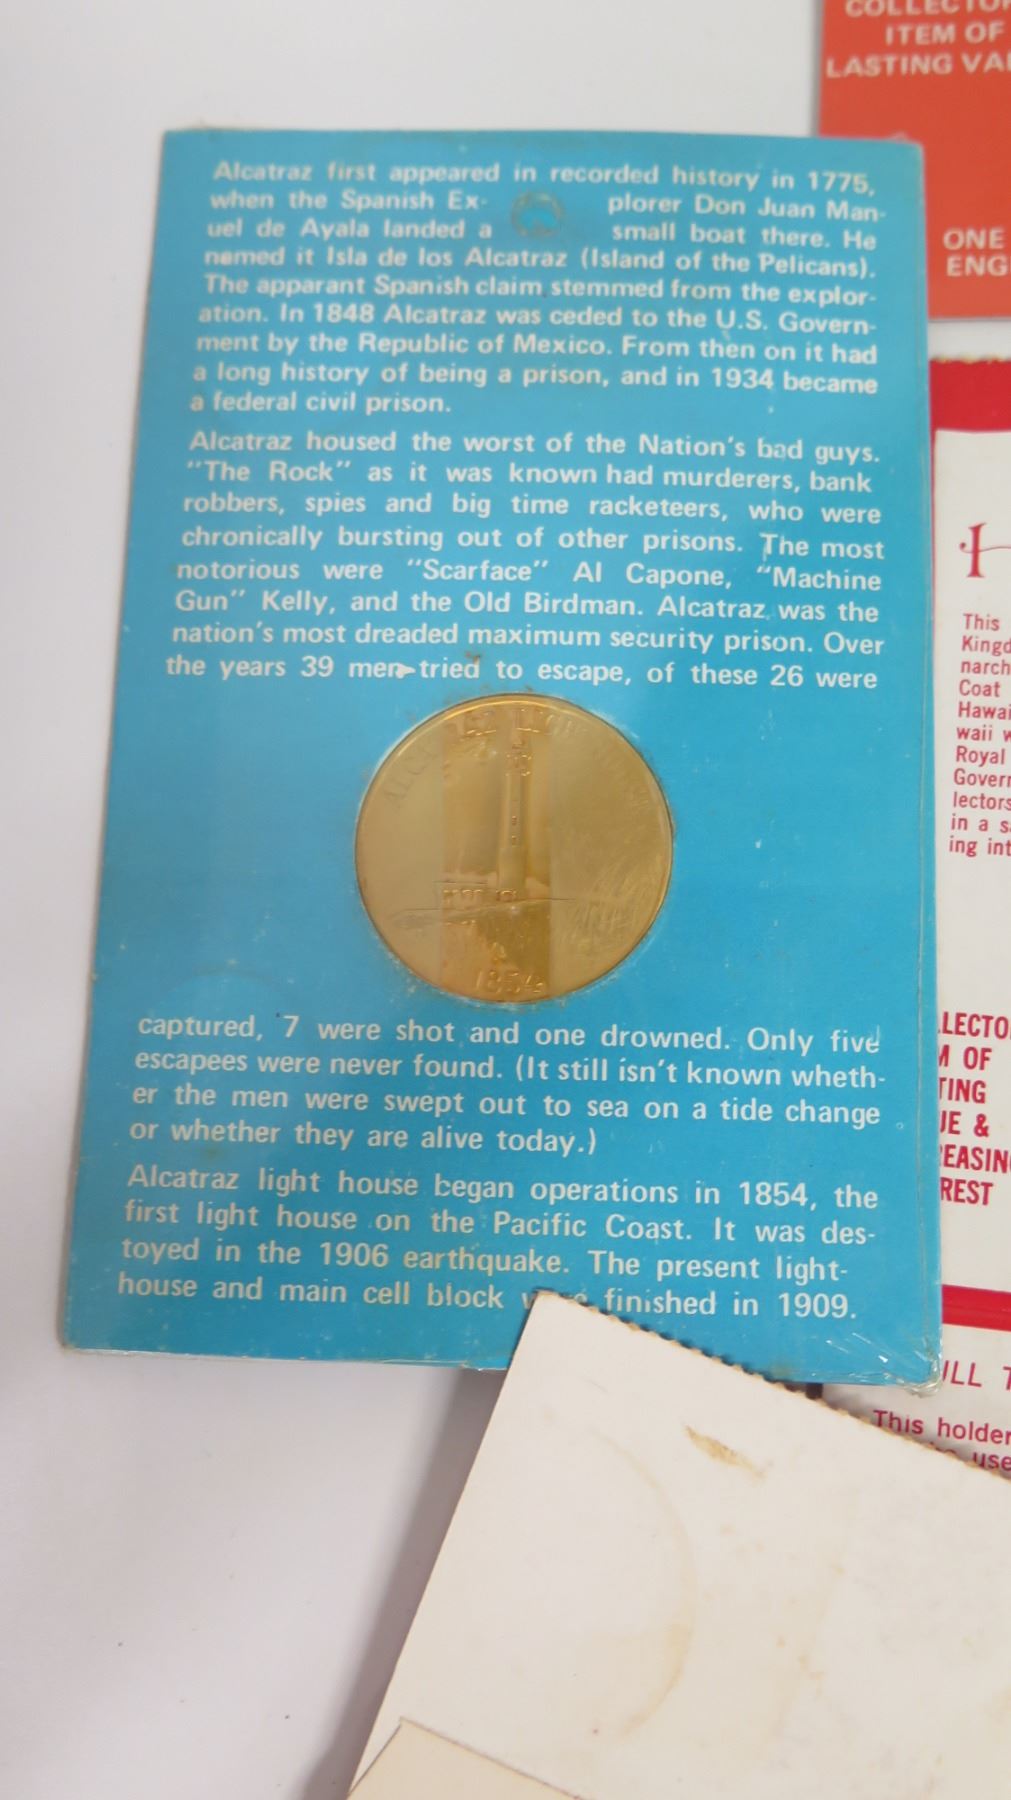 Alcatraz first appeared in recorded history in 1775,
when the Spanish Ex- plorer Don Juan Man-
uel de Ayala landed a small boat there. He
named it Isla de los Alcatraz (Island of the Pelicans).
The apparant Spanish claim stemmed from the explor-
ation. In 1848 Alcatraz was ceded to the U.S. Govern-
ment by the Republic of Mexico. From then on it had
a long history of being a prison, and in 1934 became
a federal civil prison.
Alcatraz housed the worst of the Nation's bad guys.
"The Rock" as it was known had murderers, bank
robbers, spies and big time racketeers, who were
chronically bursting out of other prisons. The most
notorious were "Scarface" Al Capone, "Machine
Gun" Kelly, and the Old Birdman. Alcatraz was the
nation's most dreaded maximum security prison. Over
the years 39 men tried to escape, of these 26 were
ALCATRAZ LIGHT HOUSE
1854
captured, 7 were shot and one drowned. Only five
escapees were never found. (It still isn't known wheth-
er the men were swept out to sea on a tide change
or whether they are alive today.)
Alcatraz light house began operations in 1854, the
first light house on the Pacific Coast. It was des-
toyed in the 1906 earthquake. The present light-
house and main cell block were finished in 1909.
COLLECTOR
ITEM OF
LASTING VAL
ONE
ENG
H
This
Kingd
narch
Coat
Hawai
waii w
Royal
Govern
lectors
in a s
ing int
LLECTO
M OF
TING
UE &
REASING
REST
ILL T
This holder
use